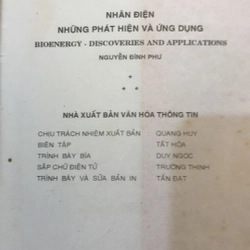 NHÂN ĐIỆN
NHỮNG PHÁT HIỆN VÀ ỨNG DỤNG
BIOENERGY - DISCOVERIES AND APPLICATIONS
NGUYỄN ĐÌNH PHƯ
*
* *
NHÀ XUẤT BẢN VĂN HÓA THÔNG TIN
CHỊU TRÁCH NHIỆM XUẤT BẢN QUANG HUY
BIÊN TẬP TẤT HÒA
TRÌNH BÀY BÌA DUY NGỌC
SẮP CHỮ ĐIỆN TỬ TRƯỜNG THỊNH
TRÌNH BÀY VÀ SỬA BẢN IN TẤN ĐẠT